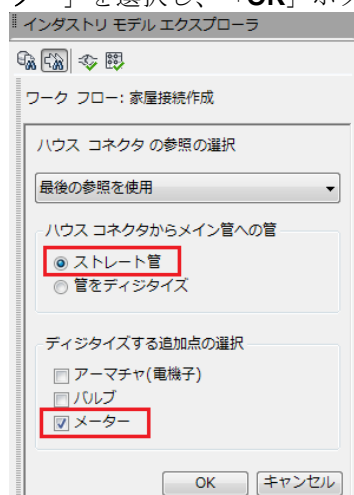 」を選択し、「OK」ボ
インダストリ モデル エクスプローラ
ワーク フロー: 家屋接続作成
ハウス コネクタ の参照の選択
最後の参照を使用
ハウス コネクタからメイン管への管
ストレート管
管をディジタイズ
ディジタイズする追加点の選択
アーマチャ(電機子)
バルブ
メーター
OK キャンセル